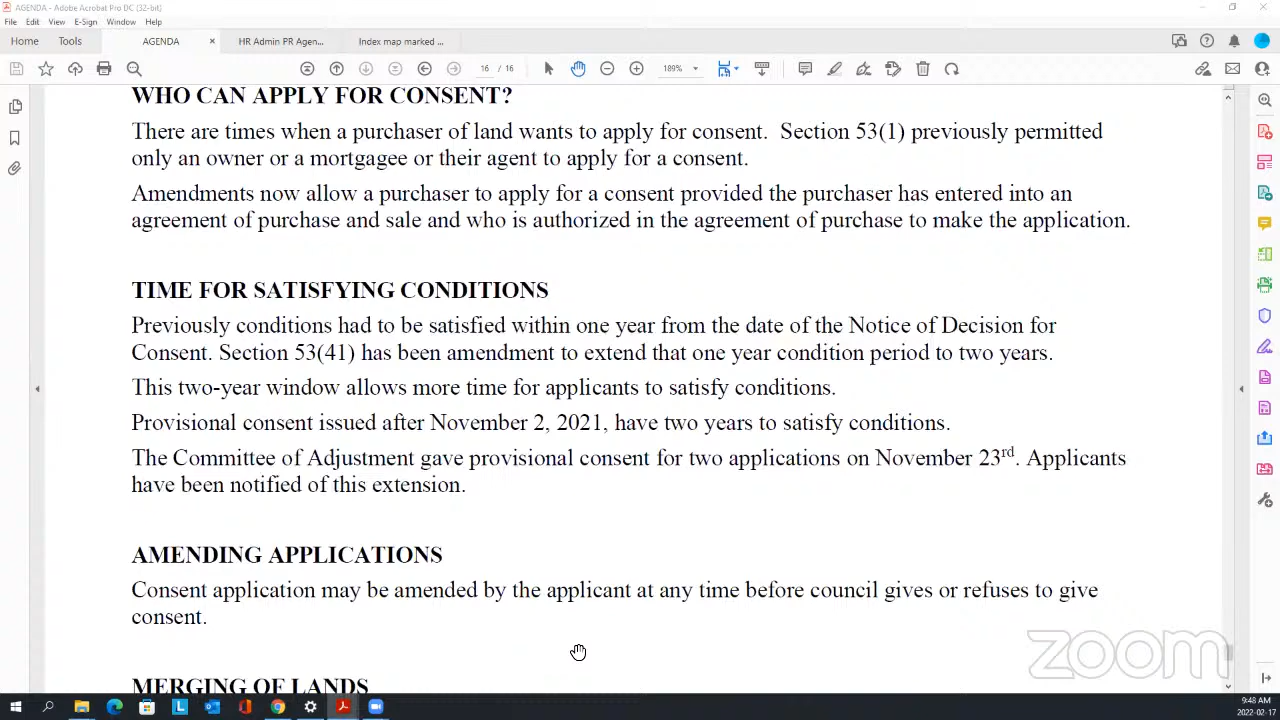 AGENDA - Adobe Acrobat Pro DC (32-bit)
File Edit View E-Sign Window Help
Home Tools AGENDA × HR Admin PR Agen... Index map marked ...
16 / 16 189%
WHO CAN APPLY FOR CONSENT?
There are times when a purchaser of land wants to apply for consent. Section 53(1) previously permitted
only an owner or a mortgagee or their agent to apply for a consent.
Amendments now allow a purchaser to apply for a consent provided the purchaser has entered into an
agreement of purchase and sale and who is authorized in the agreement of purchase to make the application.
TIME FOR SATISFYING CONDITIONS
Previously conditions had to be satisfied within one year from the date of the Notice of Decision for
Consent. Section 53(41) has been amendment to extend that one year condition period to two years.
This two-year window allows more time for applicants to satisfy conditions.
Provisional consent issued after November 2, 2021, have two years to satisfy conditions.
The Committee of Adjustment gave provisional consent for two applications on November 23rd. Applicants
have been notified of this extension.
AMENDING APPLICATIONS
Consent application may be amended by the applicant at any time before council gives or refuses to give
consent.
zoom
MERGING OF LANDS
9:48 AM
2022-02-17